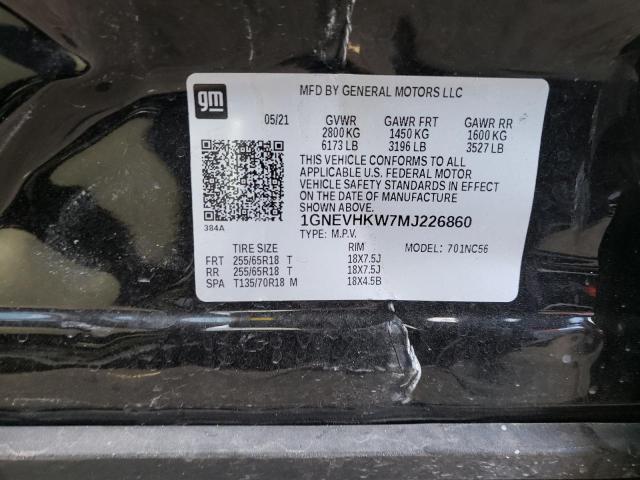 gm
MFD BY GENERAL MOTORS LLC
05/21 GVWR GAWR FRT GAWR RR
2800 KG 1450 KG 1600 KG
6173 LB 3196 LB 3527 LB
THIS VEHICLE CONFORMS TO ALL
APPLICABLE U.S. FEDERAL MOTOR
VEHICLE SAFETY STANDARDS IN EFFECT
ON THE DATE OF MANUFACTURE
SHOWN ABOVE.
384A
1GNEVHKW7MJ226860
TYPE: M.P.V. MODEL: 701NC56
TIRE SIZE RIM
FRT 255/65R18 T 18X7.5J
RR 255/65R18 T 18X7.5J
SPA T135/70R18 M 18X4.5B